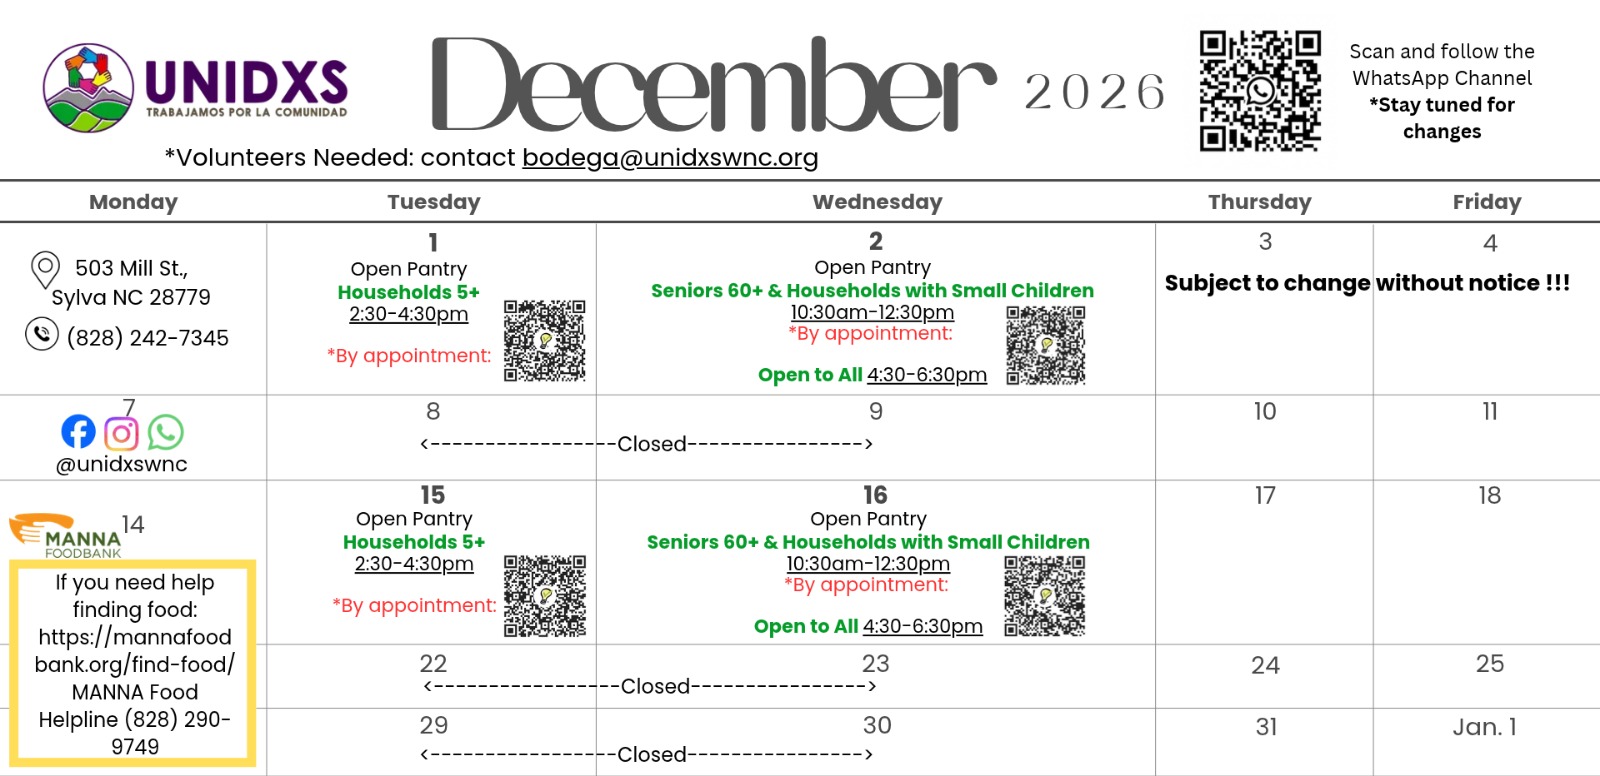 UNIDXS
TRABAJAMOS POR LA COMUNIDAD
December 2026
Scan and follow the
WhatsApp Channel
*Stay tuned for
changes
*Volunteers Needed: contact bodega@unidxswnc.org
Monday
Tuesday
Wednesday
Thursday
Friday
503 Mill St.,
Sylva NC 28779
(828) 242-7345
1
Open Pantry
Households 5+
2:30-4:30pm
*By appointment:
2
Open Pantry
Seniors 60+ & Households with Small Children
10:30am-12:30pm
*By appointment:
Open to All 4:30-6:30pm
3
4
Subject to change without notice !!!
7
@unidxswnc
8
9
<-----------------Closed---------------->
10
11
14
MANNA
FOODBANK
If you need help
finding food:
https://mannafood
bank.org/find-food/
MANNA Food
Helpline (828) 290-
9749
15
Open Pantry
Households 5+
2:30-4:30pm
*By appointment:
16
Open Pantry
Seniors 60+ & Households with Small Children
10:30am-12:30pm
*By appointment:
Open to All 4:30-6:30pm
17
18
22
23
<-----------------Closed---------------->
24
25
29
30
<-----------------Closed---------------->
31
Jan. 1